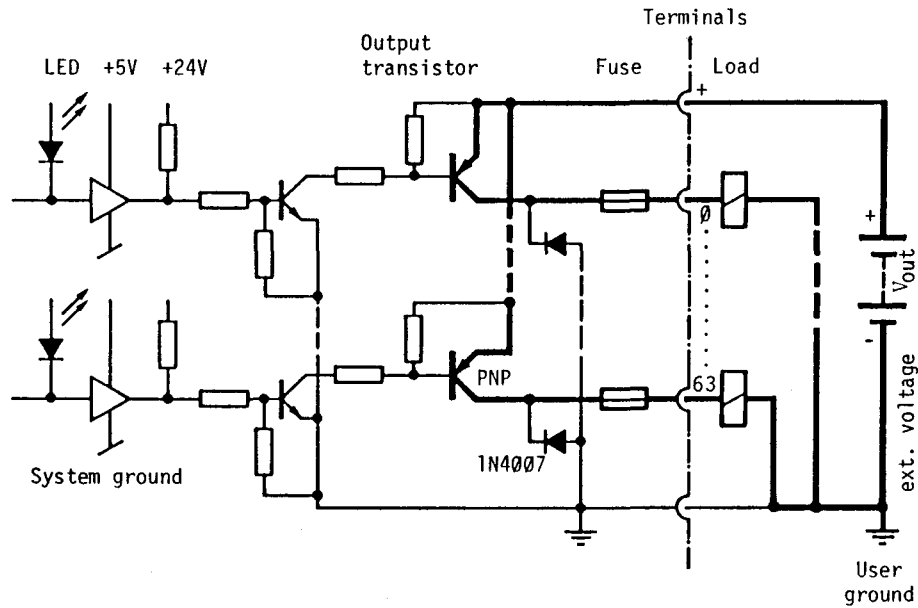 Terminals
Output
transistor
LED +5V +24V
Fuse
Load
+
Ø
+
Vout
-
PNP
63
1N4007
ext. voltage
System ground
User
ground